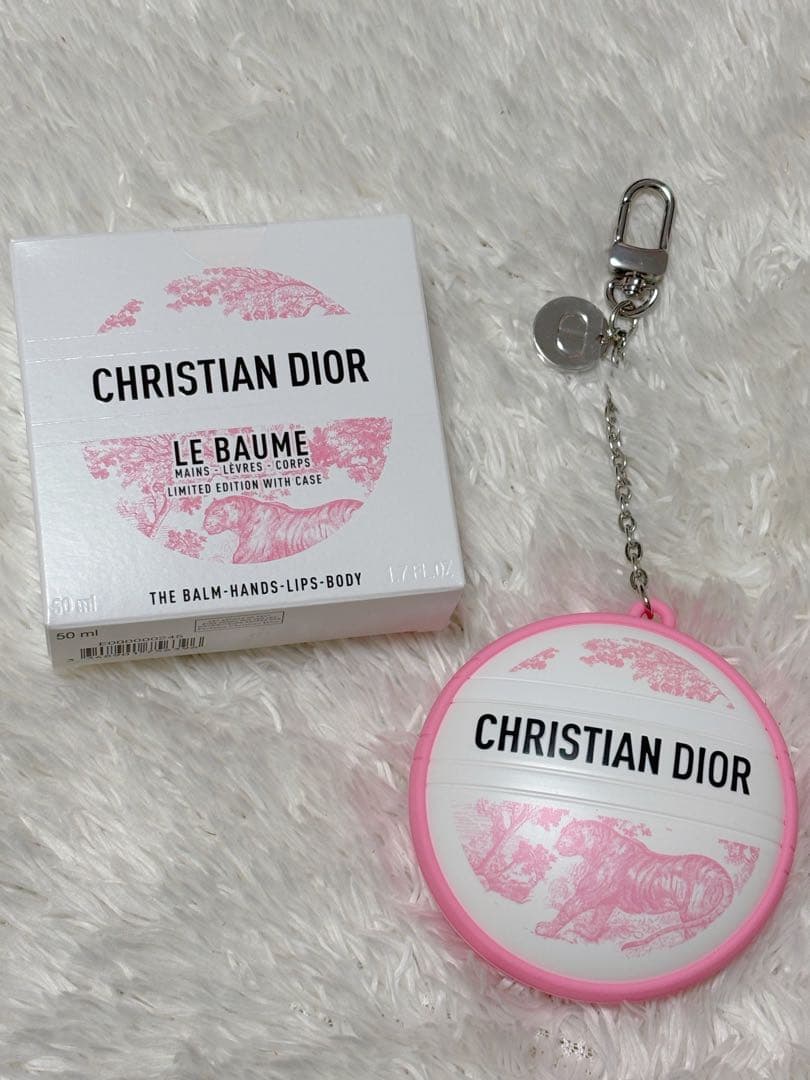 CHRISTIAN DIOR
LE BAUME
MAINS - LÈVRES - CORPS
LIMITED EDITION WITH CASE
THE BALM-HANDS-LIPS-BODY
50 ml
1.7 FL.OZ
50 ml
E000000245
CHRISTIAN DIOR